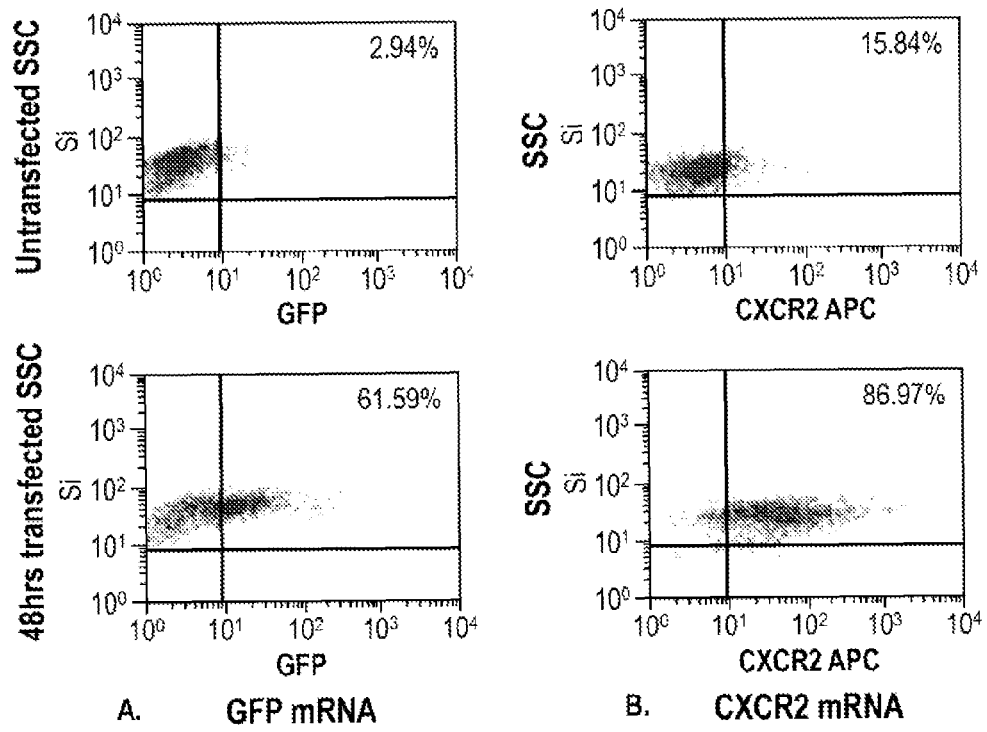 Untransfected SSC
Si
10⁴
10³
10²
10¹
10⁰
2.94%
10⁰ 10¹ 10² 10³ 10⁴
GFP
SSC
Si
10⁴
10³
10²
10¹
10⁰
15.84%
10⁰ 10¹ 10² 10³ 10⁴
CXCR2 APC
48hrs transfected SSC
Si
10⁴
10³
10²
10¹
10⁰
61.59%
10⁰ 10¹ 10² 10³ 10⁴
GFP
SSC
Si
10⁴
10³
10²
10¹
10⁰
86.97%
10⁰ 10¹ 10² 10³ 10⁴
CXCR2 APC
A. GFP mRNA
B. CXCR2 mRNA